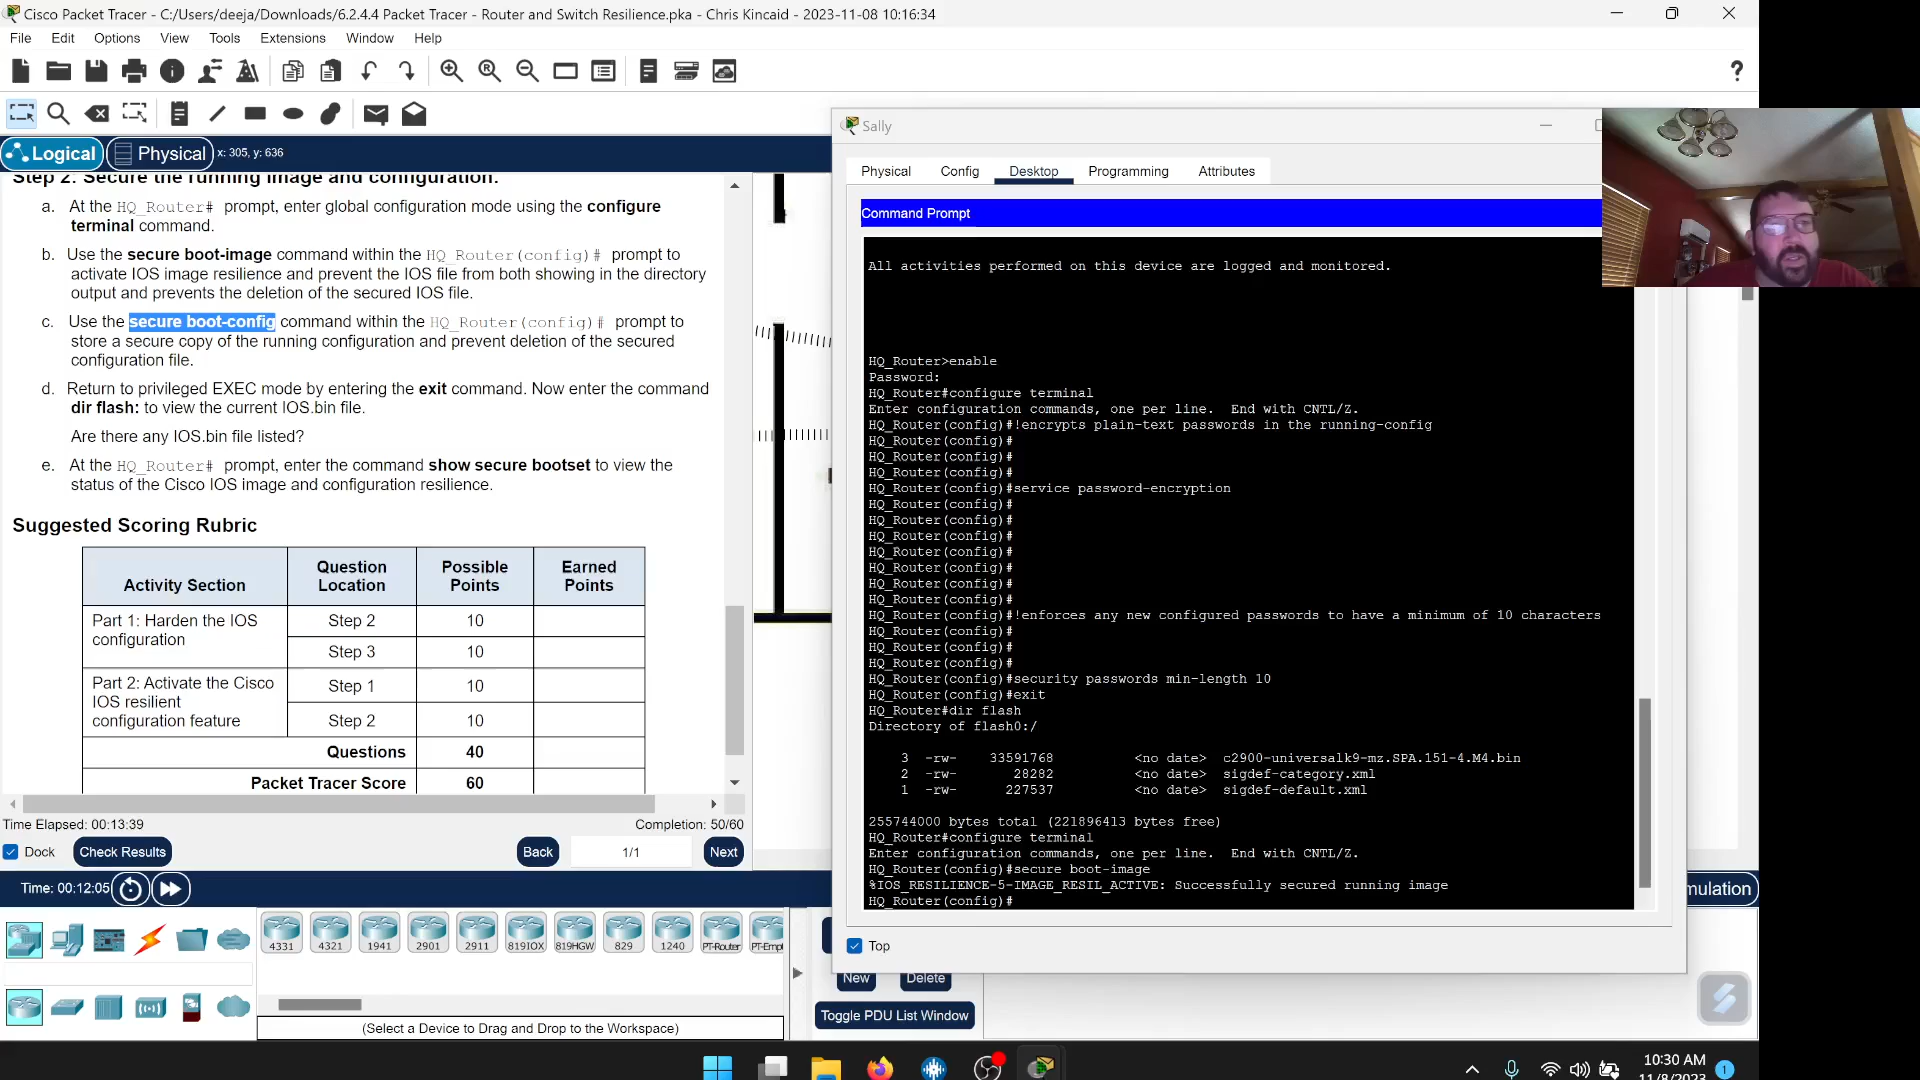 Cisco Packet Tracer - C:/Users/deeja/Downloads/6.2.4.4 Packet Tracer - Router and Switch Resilience.pka - Chris Kincaid - 2023-11-08 10:16:34
File Edit Options View Tools Extensions Window Help
Logical Physical x: 305, y: 636
Step 2: Secure the running image and configuration.
a. At the HQ_Router# prompt, enter global configuration mode using the configure
terminal command.
b. Use the secure boot-image command within the HQ_Router(config)# prompt to
activate IOS image resilience and prevent the IOS file from both showing in the directory
output and prevents the deletion of the secured IOS file.
c. Use the secure boot-config command within the HQ_Router(config)# prompt to
store a secure copy of the running configuration and prevent deletion of the secured
configuration file.
d. Return to privileged EXEC mode by entering the exit command. Now enter the command
dir flash: to view the current IOS.bin file.
Are there any IOS.bin file listed?
e. At the HQ_Router# prompt, enter the command show secure bootset to view the
status of the Cisco IOS image and configuration resilience.
Suggested Scoring Rubric
Activity Section Question Location Possible Points Earned Points
Part 1: Harden the IOS configuration Step 2 10
Step 3 10
Part 2: Activate the Cisco IOS resilient configuration feature Step 1 10
Step 2 10
Questions 40
Packet Tracer Score 60
Time Elapsed: 00:13:39 Completion: 50/60
Dock Check Results Back 1/1 Next
Time: 00:12:05
4331 4321 1941 2901 2911 819IOX 819HGW 829 1240 PT-Router PT-Empt
(Select a Device to Drag and Drop to the Workspace)
Sally
Physical Config Desktop Programming Attributes
Command Prompt
All activities performed on this device are logged and monitored.
HQ_Router>enable
Password:
HQ_Router#configure terminal
Enter configuration commands, one per line. End with CNTL/Z.
HQ_Router(config)#!encrypts plain-text passwords in the running-config
HQ_Router(config)#
HQ_Router(config)#
HQ_Router(config)#
HQ_Router(config)#service password-encryption
HQ_Router(config)#
HQ_Router(config)#
HQ_Router(config)#
HQ_Router(config)#
HQ_Router(config)#
HQ_Router(config)#
HQ_Router(config)#
HQ_Router(config)#!enforces any new configured passwords to have a minimum of 10 characters
HQ_Router(config)#
HQ_Router(config)#
HQ_Router(config)#
HQ_Router(config)#security passwords min-length 10
HQ_Router(config)#exit
HQ_Router#dir flash
Directory of flash0:/
3 -rw- 33591768 <no date> c2900-universalk9-mz.SPA.151-4.M4.bin
2 -rw- 28282 <no date> sigdef-category.xml
1 -rw- 227537 <no date> sigdef-default.xml
255744000 bytes total (221896413 bytes free)
HQ_Router#configure terminal
Enter configuration commands, one per line. End with CNTL/Z.
HQ_Router(config)#secure boot-image
%IOS_RESILIENCE-5-IMAGE_RESIL_ACTIVE: Successfully secured running image
HQ_Router(config)#
Top
mulation
New Delete
Toggle PDU List Window
10:30 AM
11/8/2023
1